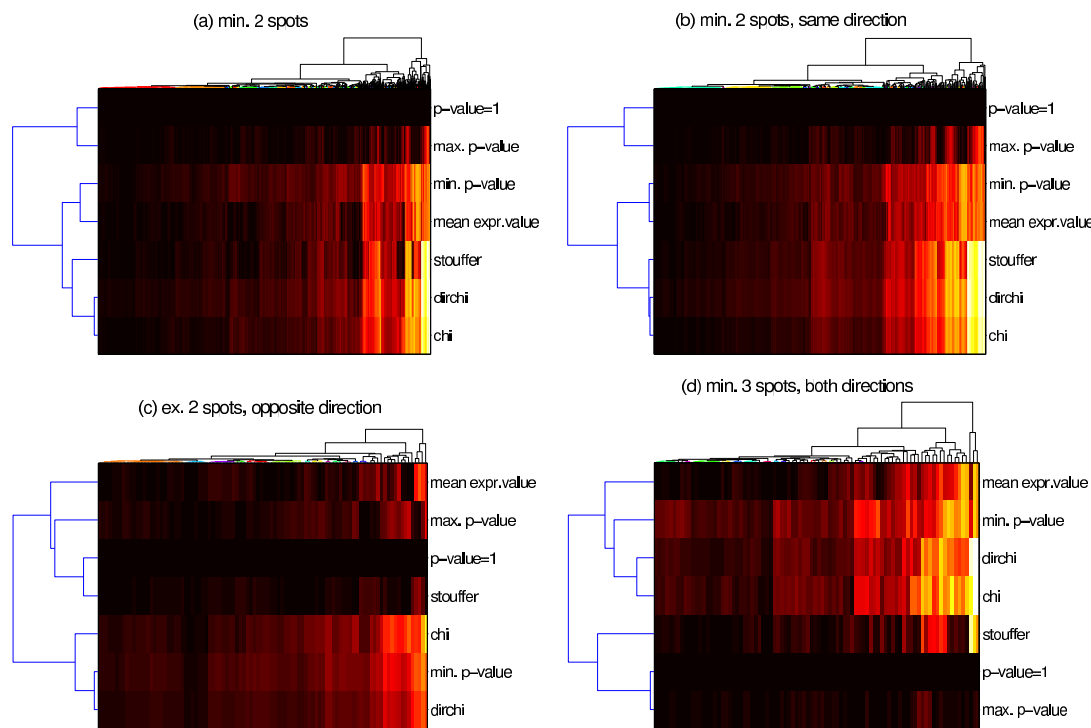 (a) min. 2 spots
p-value=1
max. p-value
min. p-value
mean expr.value
stouffer
dirchi
chi
(b) min. 2 spots, same direction
p-value=1
max. p-value
min. p-value
mean expr.value
stouffer
dirchi
chi
(c) ex. 2 spots, opposite direction
mean expr.value
max. p-value
p-value=1
stouffer
chi
min. p-value
dirchi
(d) min. 3 spots, both directions
mean expr.value
min. p-value
dirchi
chi
stouffer
p-value=1
max. p-value